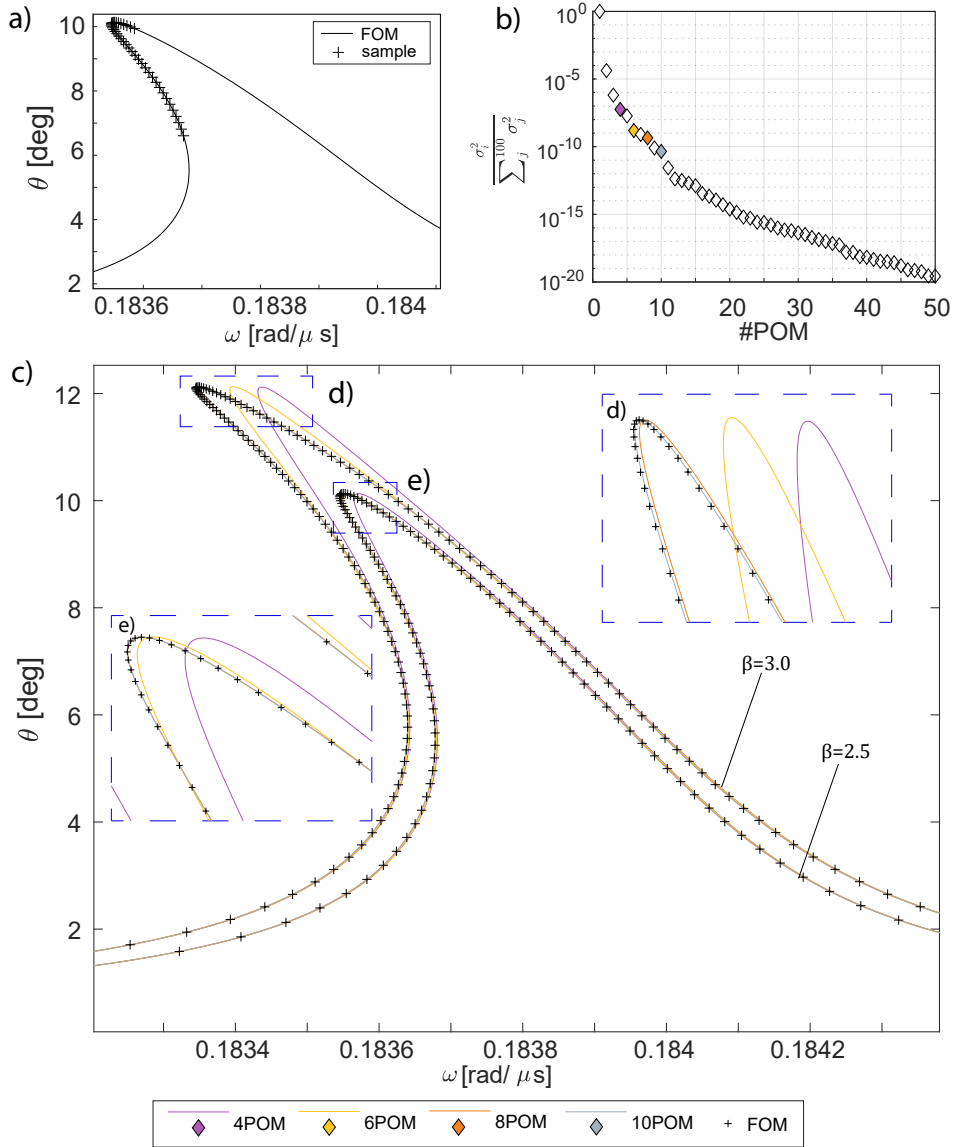 a)
10
8
6
4
2
θ [deg]
FOM
sample
0.1836
0.1838
0.184
ω [rad/μ s]
b)
10^0
10^-5
10^-10
10^-15
10^-20
σ_i^2 / ∑_j^100 σ_j^2
0
10
20
30
40
50
#POM
c)
12
10
8
6
4
2
θ [deg]
d)
e)
d)
e)
β=3.0
β=2.5
0.1834
0.1836
0.1838
0.184
0.1842
ω [rad/ μs]
4POM 6POM 8POM 10POM FOM